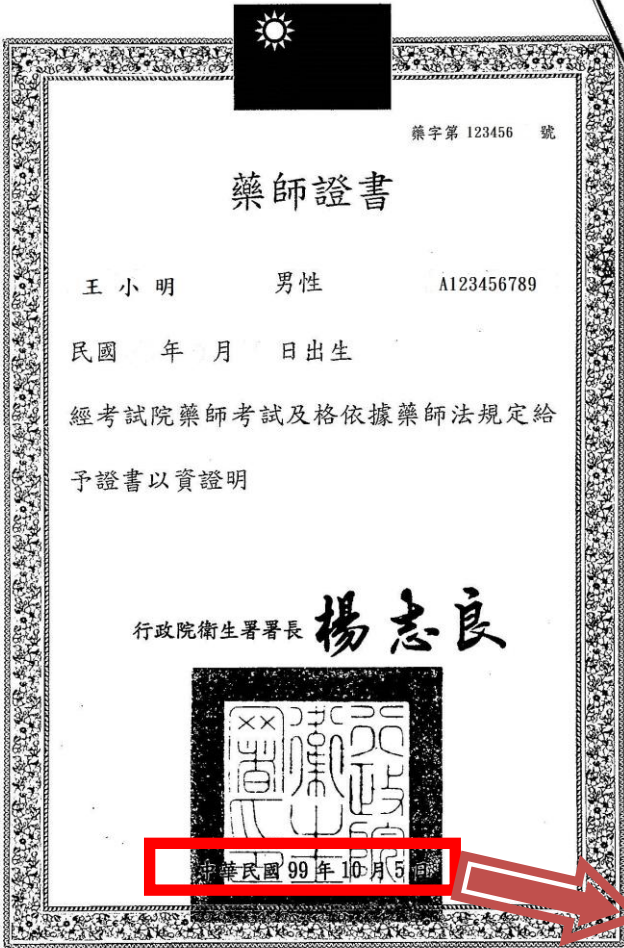 藥字第 123456 號
藥師證書
王小明 男性 A123456789
民國 年 月 日出生
經考試院藥師考試及格依據藥師法規定給
予證書以資證明
行政院衛生署署長 楊志良
中華民國 99 年 10 月 5 日